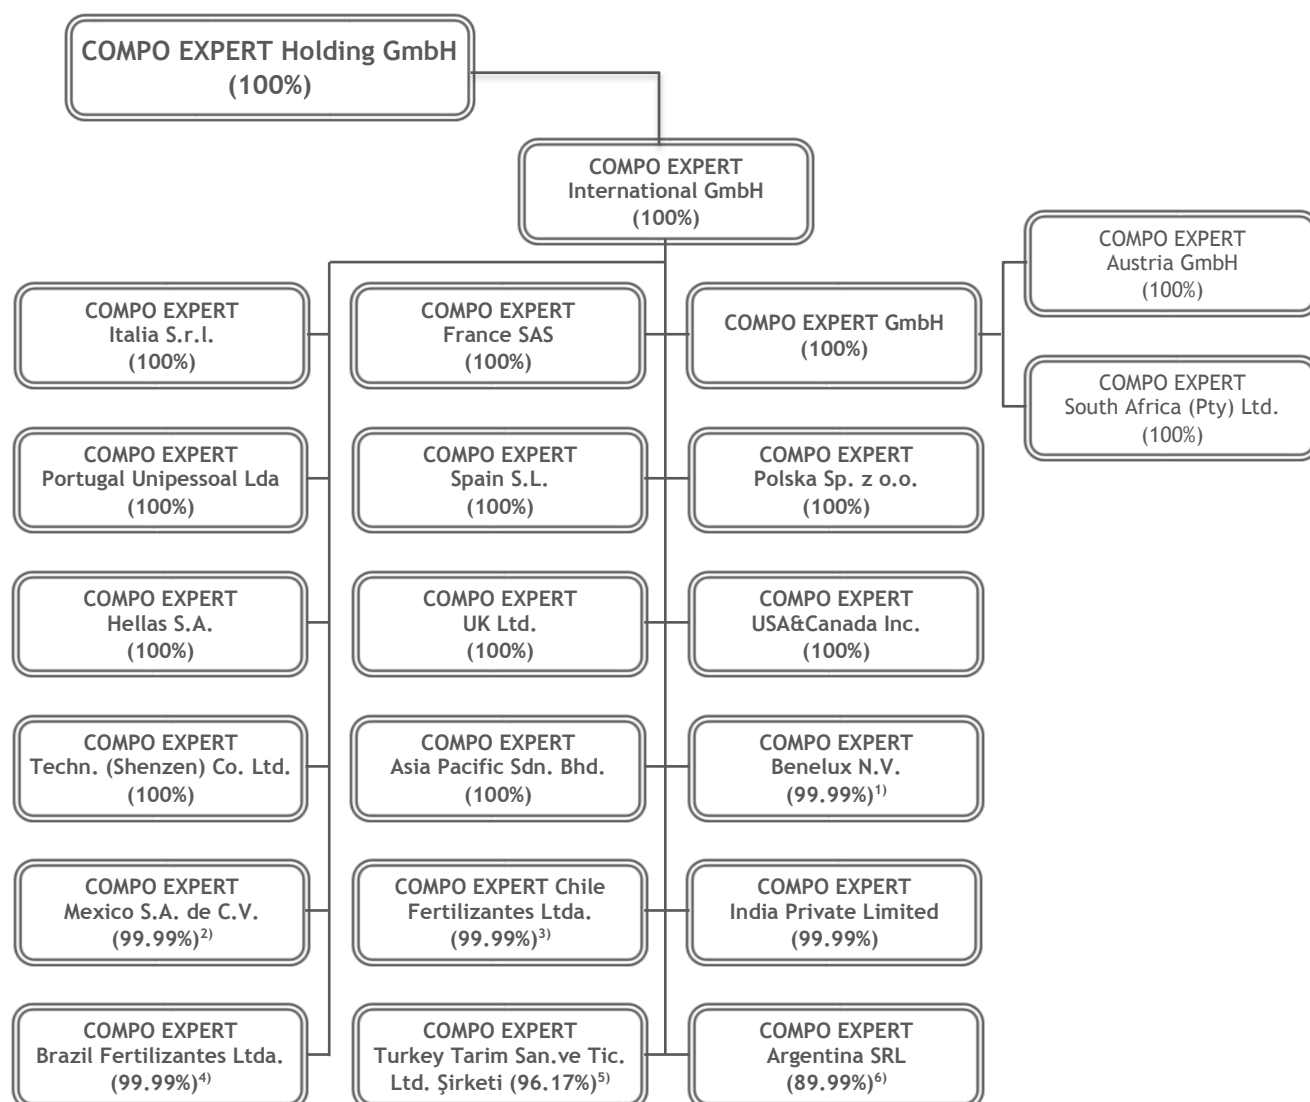 COMPO EXPERT Holding GmbH
(100%)
COMPO EXPERT
International GmbH
(100%)
COMPO EXPERT
Austria GmbH
(100%)
COMPO EXPERT
Italia S.r.l.
(100%)
COMPO EXPERT
France SAS
(100%)
COMPO EXPERT GmbH
(100%)
COMPO EXPERT
South Africa (Pty) Ltd.
(100%)
COMPO EXPERT
Portugal Unipessoal Lda
(100%)
COMPO EXPERT
Spain S.L.
(100%)
COMPO EXPERT
Polska Sp. z o.o.
(100%)
COMPO EXPERT
Hellas S.A.
(100%)
COMPO EXPERT
UK Ltd.
(100%)
COMPO EXPERT
USA&Canada Inc.
(100%)
COMPO EXPERT
Techn. (Shenzen) Co. Ltd.
(100%)
COMPO EXPERT
Asia Pacific Sdn. Bhd.
(100%)
COMPO EXPERT
Benelux N.V.
(99.99%)1)
COMPO EXPERT
Mexico S.A. de C.V.
(99.99%)2)
COMPO EXPERT Chile
Fertilizantes Ltda.
(99.99%)3)
COMPO EXPERT
India Private Limited
(99.99%)
COMPO EXPERT
Brazil Fertilizantes Ltda.
(99.99%)4)
COMPO EXPERT
Turkey Tarim San.ve Tic.
Ltd. Şirketi (96.17%)5)
COMPO EXPERT
Argentina SRL
(89.99%)6)